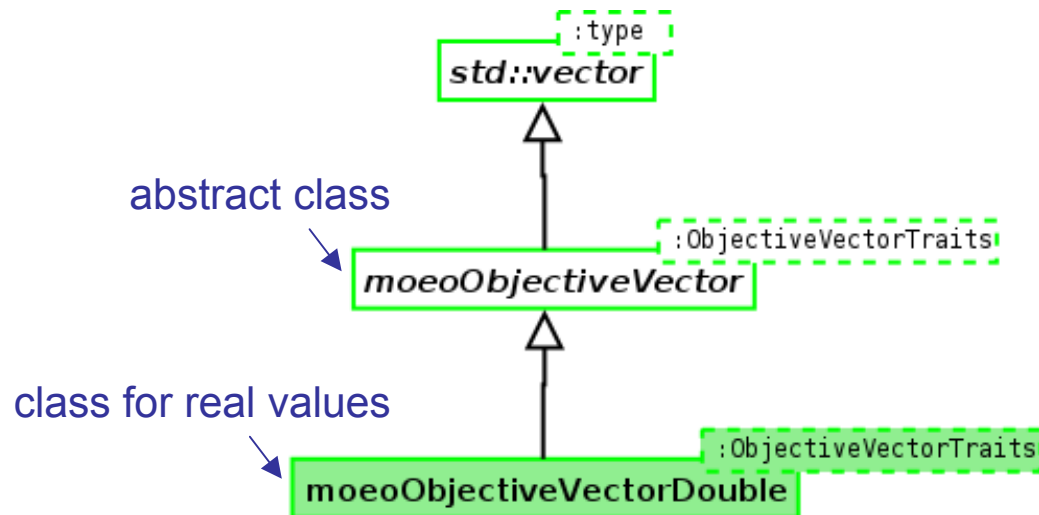 :type
std::vector
abstract class
:ObjectiveVectorTraits
moeoObjectiveVector
class for real values
:ObjectiveVectorTraits
moeoObjectiveVectorDouble